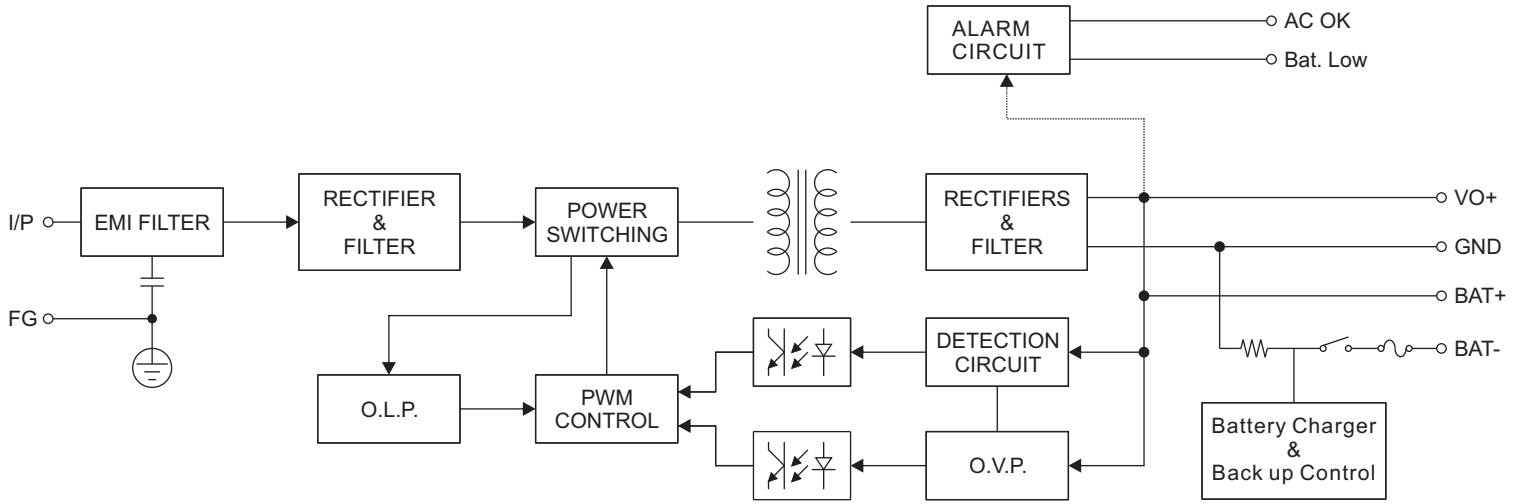 ALARM
CIRCUIT
AC OK
Bat. Low
I/P
EMI FILTER
RECTIFIER
&
FILTER
POWER
SWITCHING
RECTIFIERS
&
FILTER
VO+
GND
BAT+
BAT-
FG
O.L.P.
PWM
CONTROL
DETECTION
CIRCUIT
O.V.P.
Battery Charger
&
Back up Control